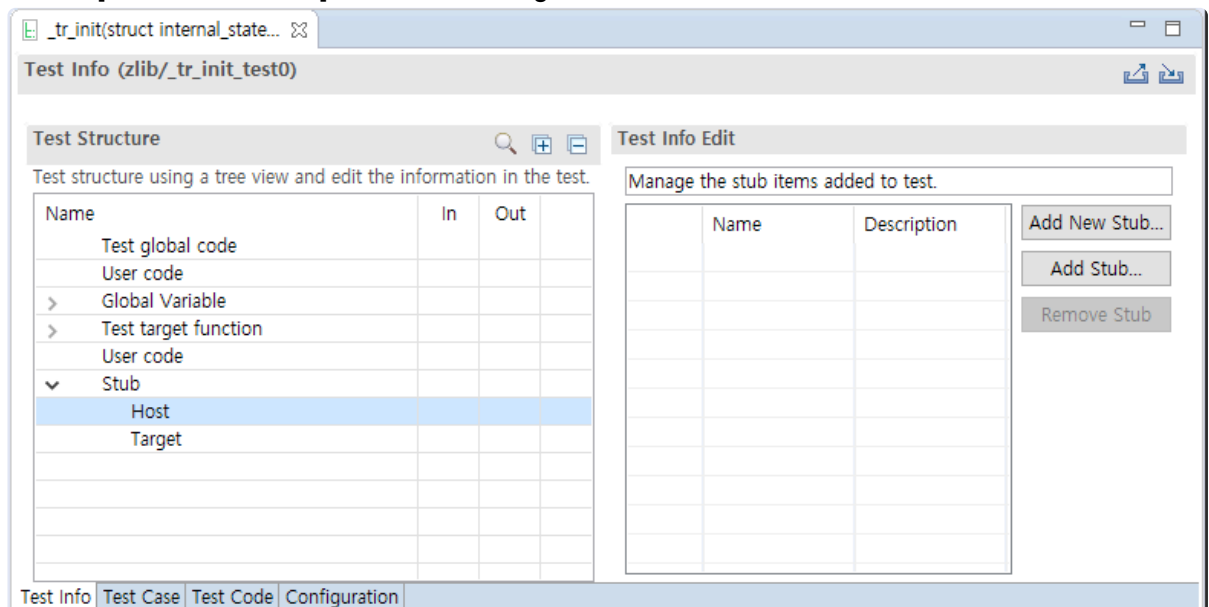 _tr_init(struct internal_state...
Test Info (zlib/_tr_init_test0)
Test Structure
Test structure using a tree view and edit the information in the test.
Name In Out
Test global code
User code
Global Variable
Test target function
User code
Stub
Host
Target
Test Info Edit
Manage the stub items added to test.
Name Description
Add New Stub...
Add Stub...
Remove Stub
Test Info Test Case Test Code Configuration